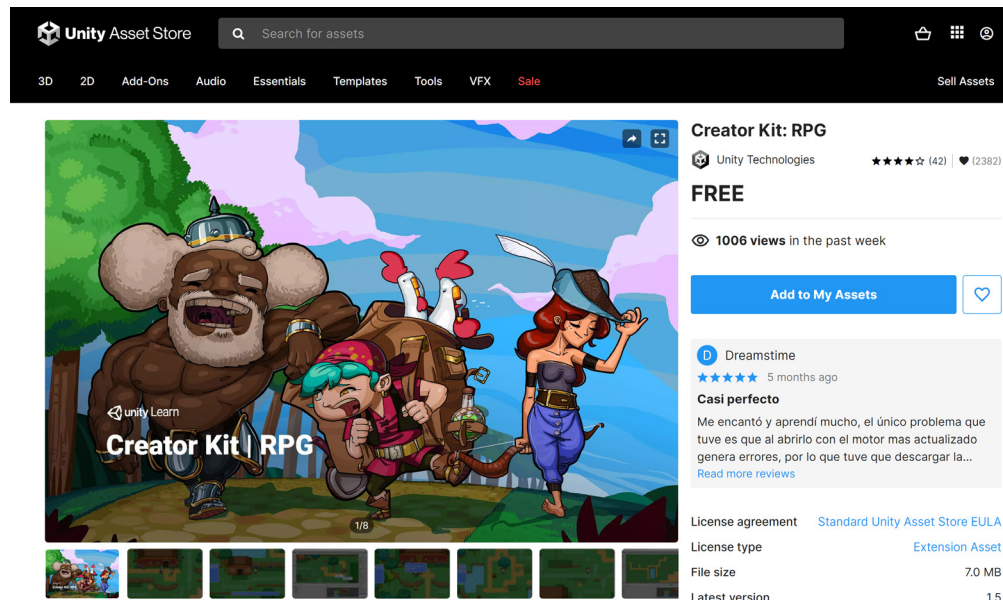 Unity Asset Store
Search for assets
3D 2D Add-Ons Audio Essentials Templates Tools VFX Sale Sell Assets
Creator Kit: RPG
Unity Technologies ★★★★☆ (42) (2382)
FREE
1006 views in the past week
Add to My Assets
D Dreamstime
★★★★★ 5 months ago
Casi perfecto
Me encantó y aprendí mucho, el único problema que
tuve es que al abrirlo con el motor mas actualizado
genera errores, por lo que tuve que descargar la...
Read more reviews
License agreement Standard Unity Asset Store EULA
License type Extension Asset
File size 7.0 MB
Latest version 1.5
unity Learn
Creator Kit | RPG
1/8